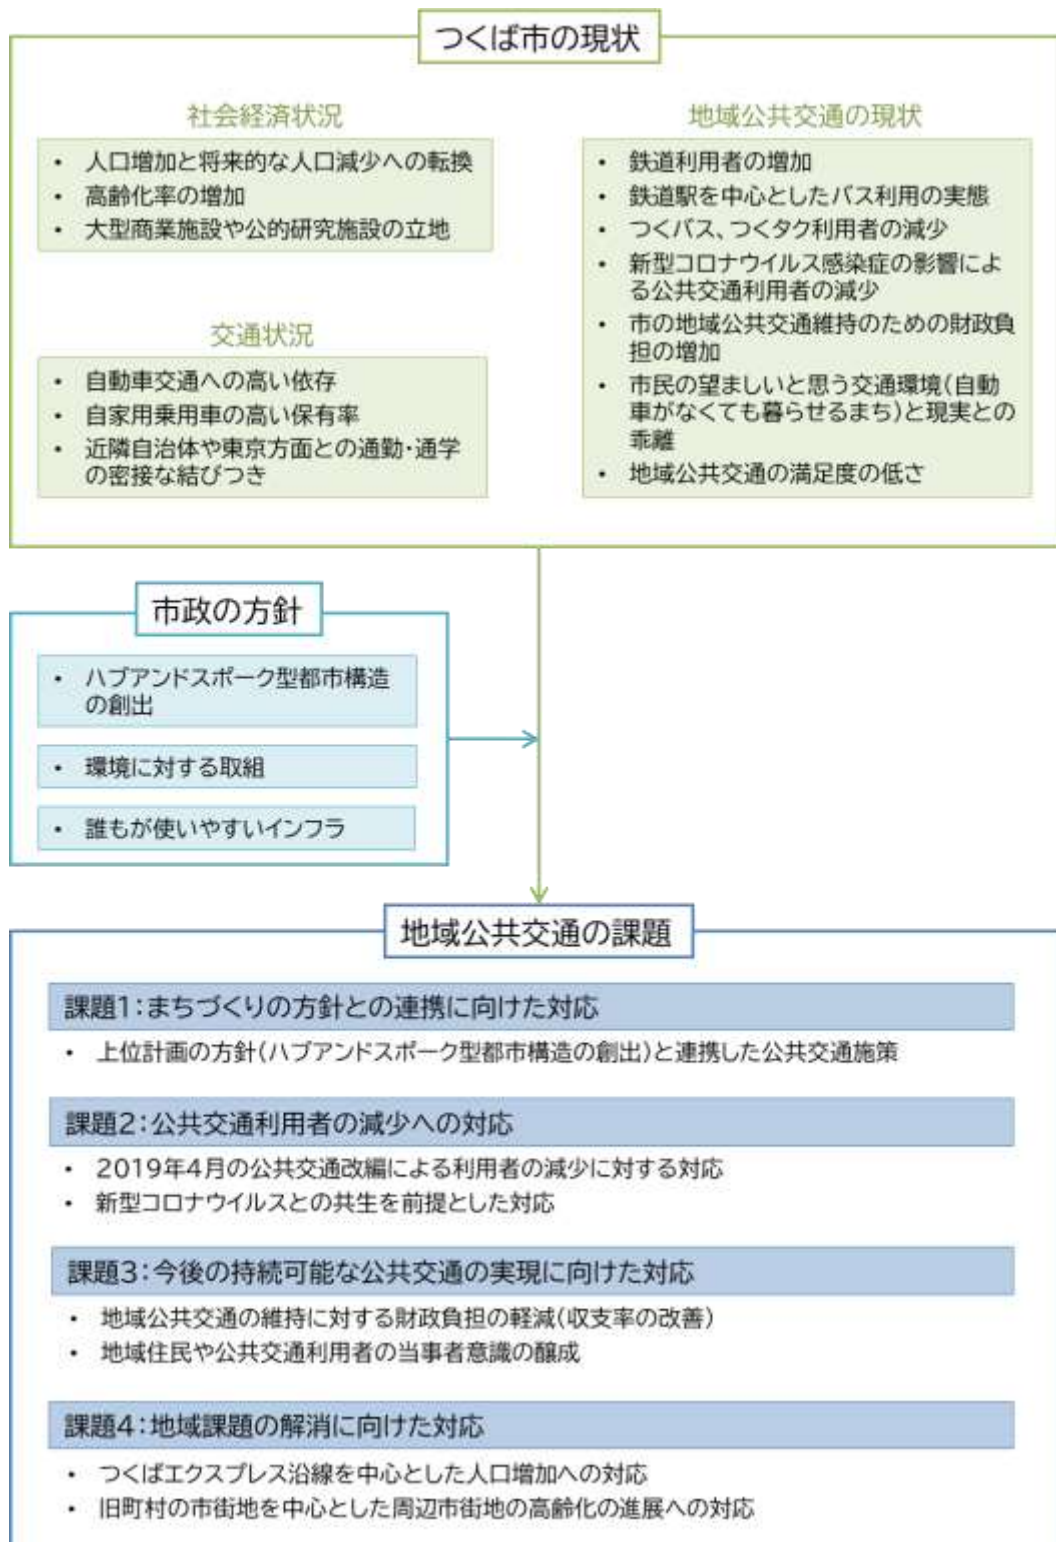 つくば市の現状
社会経済状況
• 人口増加と将来的な人口減少への転換
• 高齢化率の増加
• 大型商業施設や公的研究施設の立地
交通状況
• 自動車交通への高い依存
• 自家用乗用車の高い保有率
• 近隣自治体や東京方面との通勤・通学
の密接な結びつき
地域公共交通の現状
• 鉄道利用者の増加
• 鉄道駅を中心としたバス利用の実態
• つくバス、つくタク利用者の減少
• 新型コロナウイルス感染症の影響によ
る公共交通利用者の減少
• 市の地域公共交通維持のための財政負
担の増加
• 市民の望ましいと思う交通環境(自動
車がなくても暮らせるまち)と現実との
乖離
• 地域公共交通の満足度の低さ
市政の方針
• ハブアンドスポーク型都市構造
の創出
• 環境に対する取組
• 誰もが使いやすいインフラ
地域公共交通の課題
課題1:まちづくりの方針との連携に向けた対応
• 上位計画の方針(ハブアンドスポーク型都市構造の創出)と連携した公共交通施策
課題2:公共交通利用者の減少への対応
• 2019年4月の公共交通改編による利用者の減少に対する対応
• 新型コロナウイルスとの共生を前提とした対応
課題3:今後の持続可能な公共交通の実現に向けた対応
• 地域公共交通の維持に対する財政負担の軽減(収支率の改善)
• 地域住民や公共交通利用者の当事者意識の醸成
課題4:地域課題の解消に向けた対応
• つくばエクスプレス沿線を中心とした人口増加への対応
• 旧町村の市街地を中心とした周辺市街地の高齢化の進展への対応